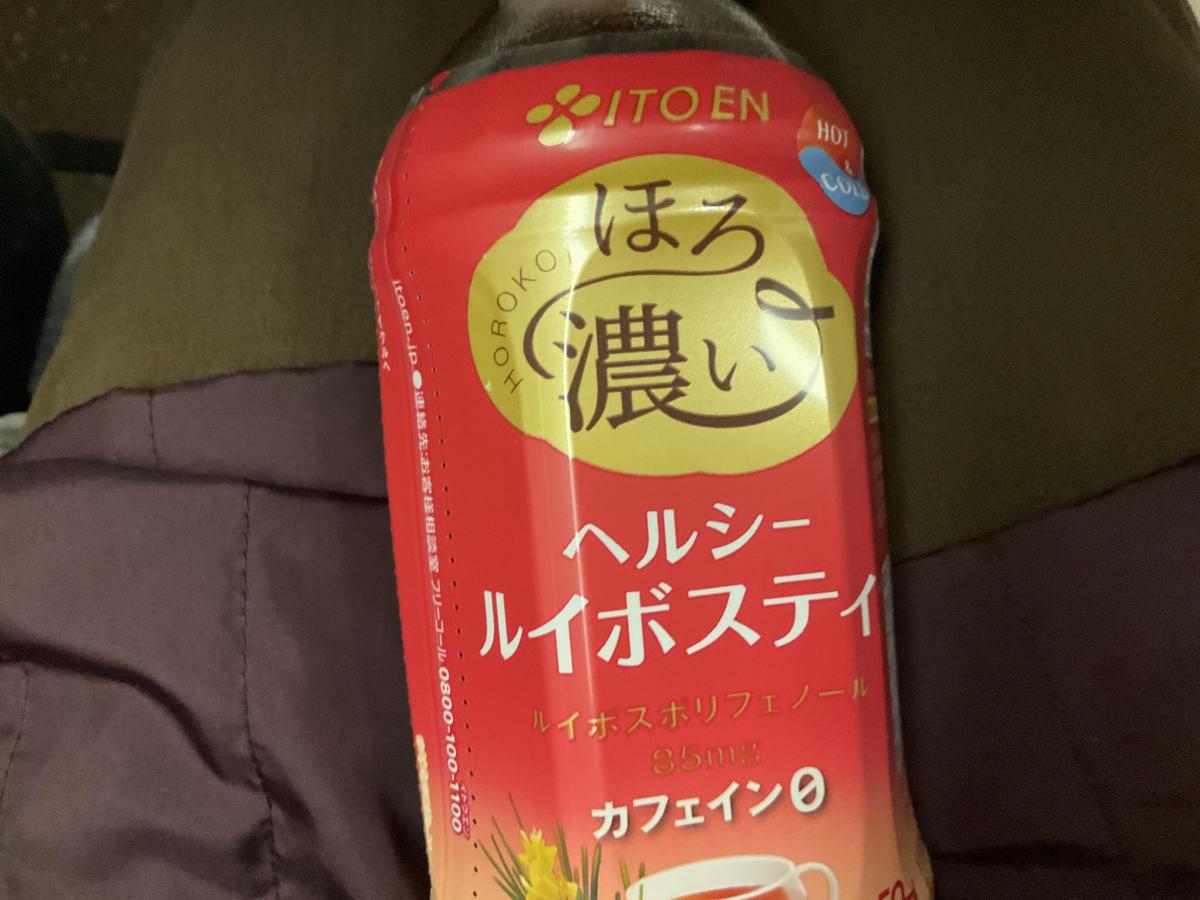 ITO EN
HOT
&
COLD
ほろ
濃い
HOROKOI
ヘルシー
ルイボスティ
ルイボスポリフェノール
85mg
カフェイン0
itoen.jp ●連絡先:お客様相談室 フリーコール 0800-100-1100